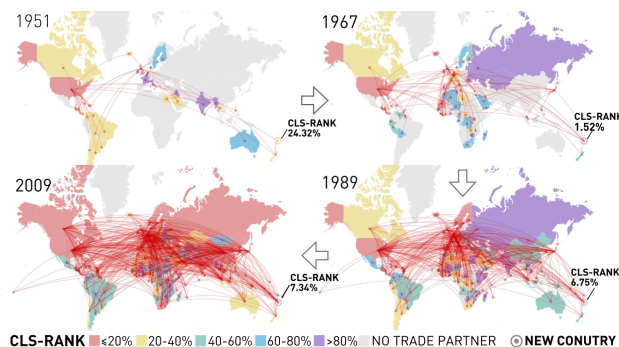 1951
CLS-RANK
24.32%
1967
CLS-RANK
1.52%
2009
CLS-RANK
7.34%
1989
CLS-RANK
6.75%
CLS-RANK ⩽20% 20-40% 40-60% 60-80% >80% NO TRADE PARTNER NEW CONUTRY